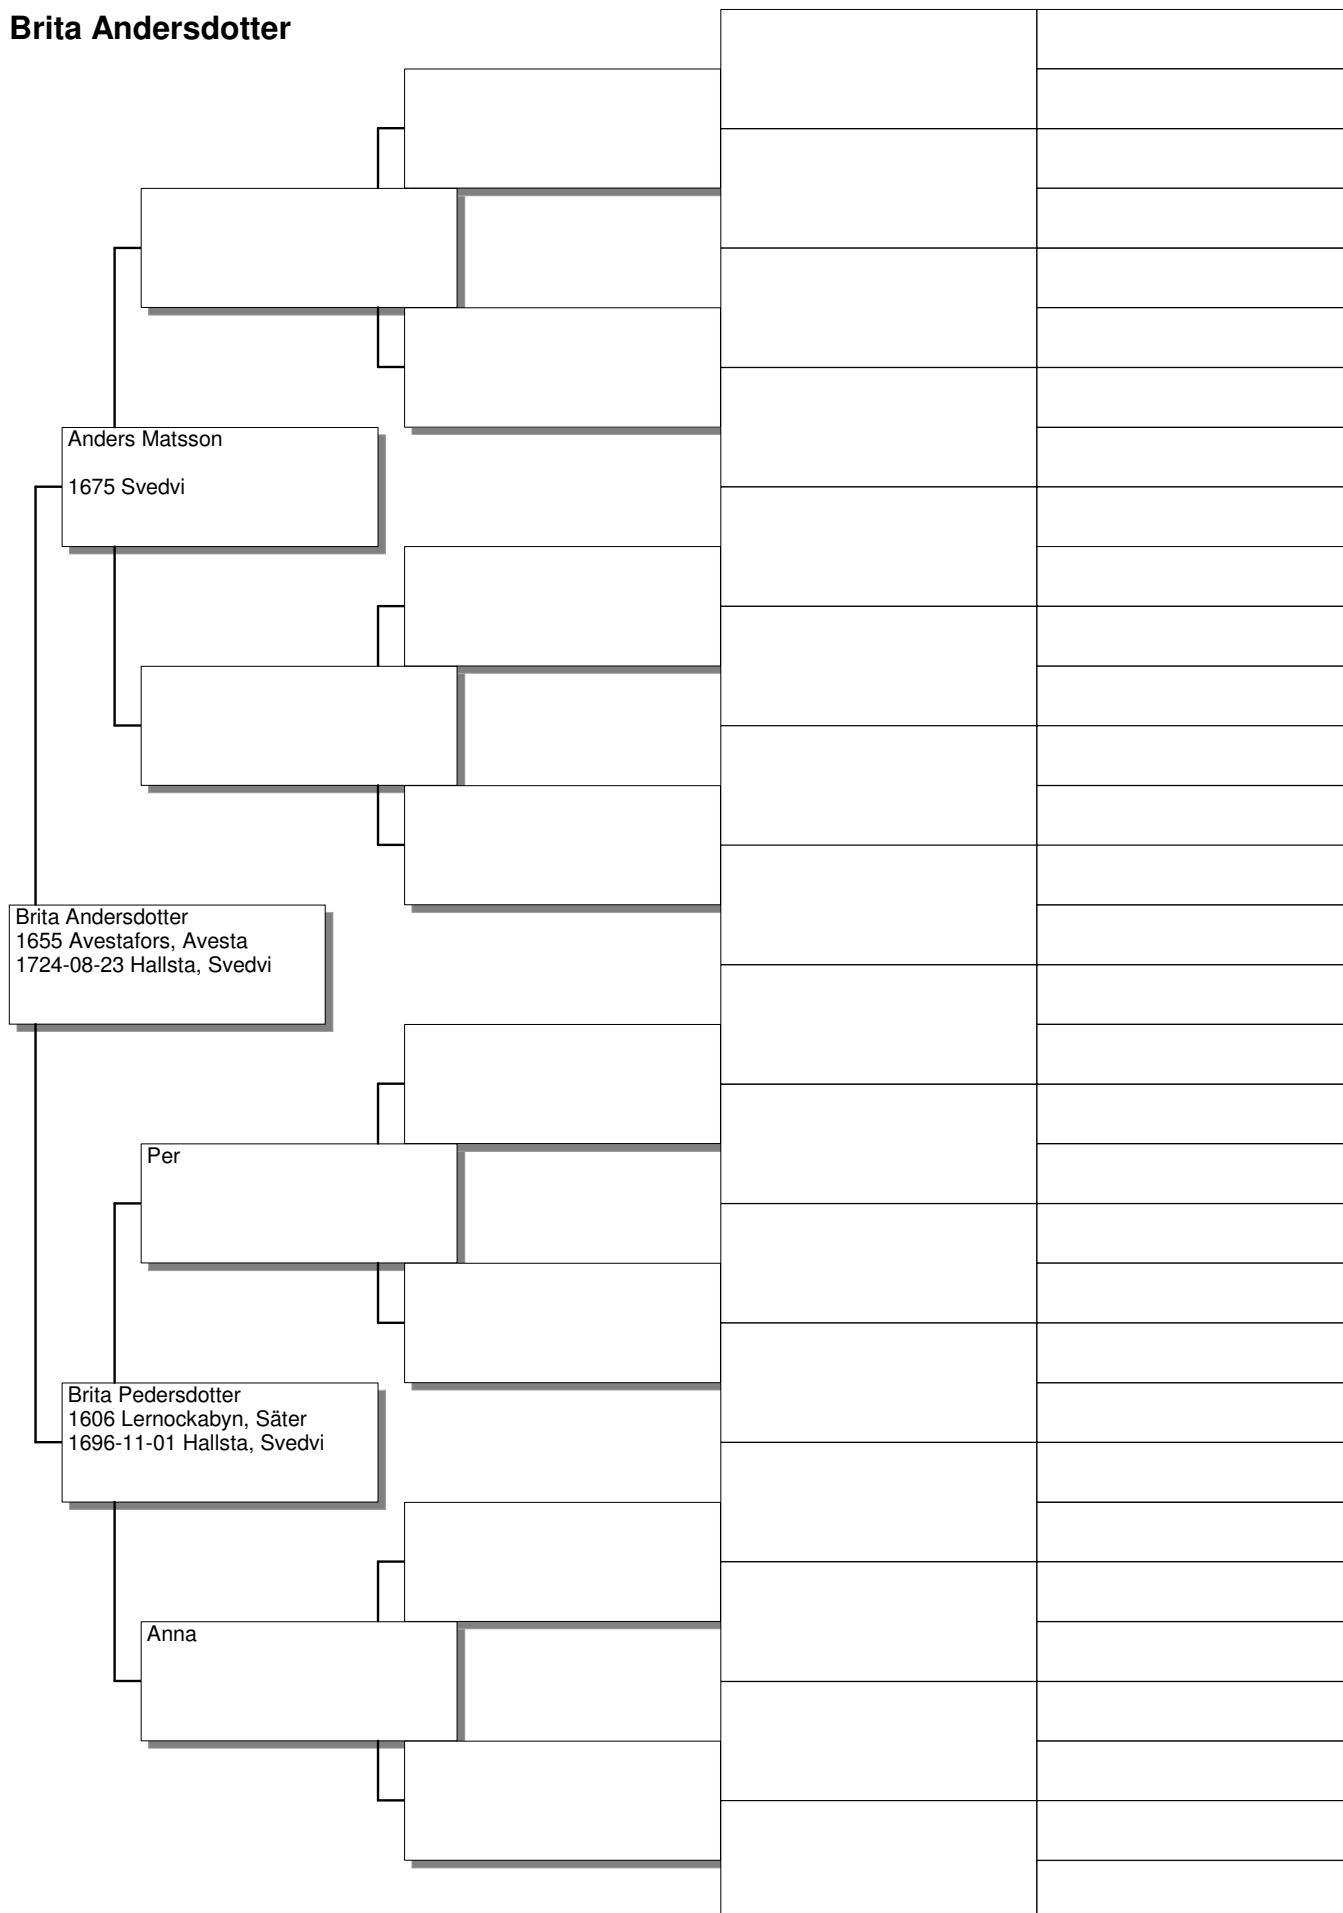 Brita Andersdotter
Anders Matsson
1675 Svedvi
Brita Andersdotter
1655 Avestafors, Avesta
1724-08-23 Hallsta, Svedvi
Per
Brita Pedersdotter
1606 Lernockabyn, Säter
1696-11-01 Hallsta, Svedvi
Anna